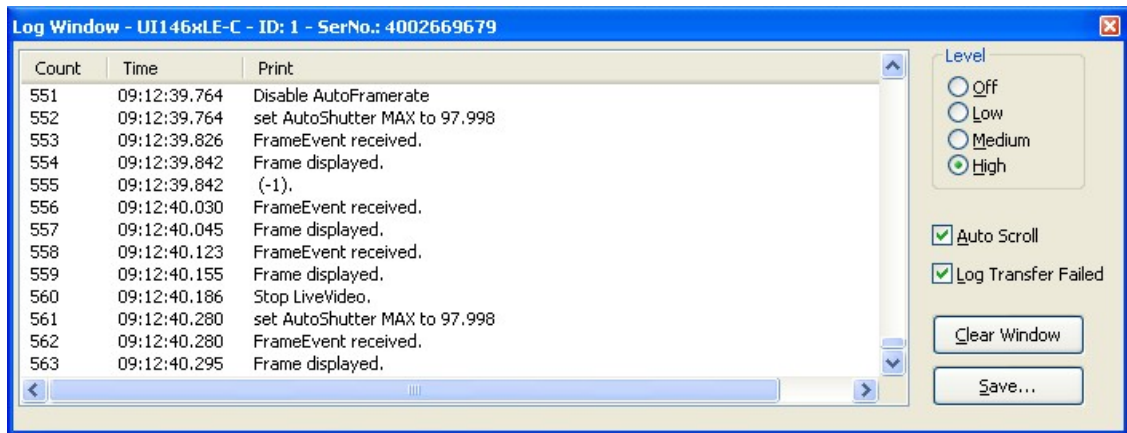 Log Window - UI146xLE-C - ID: 1 - SerNo.: 4002669679
Count Time Print
551 09:12:39.764 Disable AutoFramerate
552 09:12:39.764 set AutoShutter MAX to 97.998
553 09:12:39.826 FrameEvent received.
554 09:12:39.842 Frame displayed.
555 09:12:39.842 (-1).
556 09:12:40.030 FrameEvent received.
557 09:12:40.045 Frame displayed.
558 09:12:40.123 FrameEvent received.
559 09:12:40.155 Frame displayed.
560 09:12:40.186 Stop LiveVideo.
561 09:12:40.280 set AutoShutter MAX to 97.998
562 09:12:40.280 FrameEvent received.
563 09:12:40.295 Frame displayed.
Level
Off
Low
Medium
High
Auto Scroll
Log Transfer Failed
Clear Window
Save...